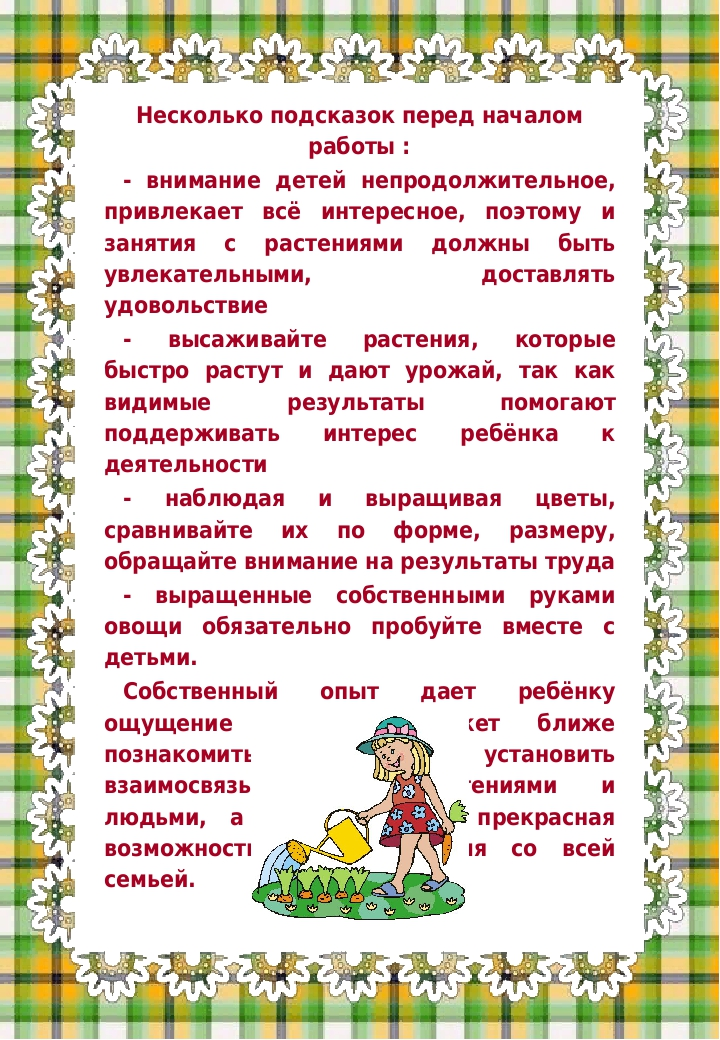 Несколько подсказок перед началом
работы :
- внимание детей непродолжительное,
привлекает всё интересное, поэтому и
занятия с растениями должны быть
увлекательными, доставлять
удовольствие
- высаживайте растения, которые
быстро растут и дают урожай, так как
видимые результаты помогают
поддерживать интерес ребёнка к
деятельности
- наблюдая и выращивая цветы,
сравнивайте их по форме, размеру,
обращайте внимание на результаты труда
- выращенные собственными руками
овощи обязательно пробуйте вместе с
детьми.
Собственный опыт дает ребёнку
ощущение ближе
познакомить установить
взаимосвязь и
людьми, а прекрасная
возможность со всей
семьей.